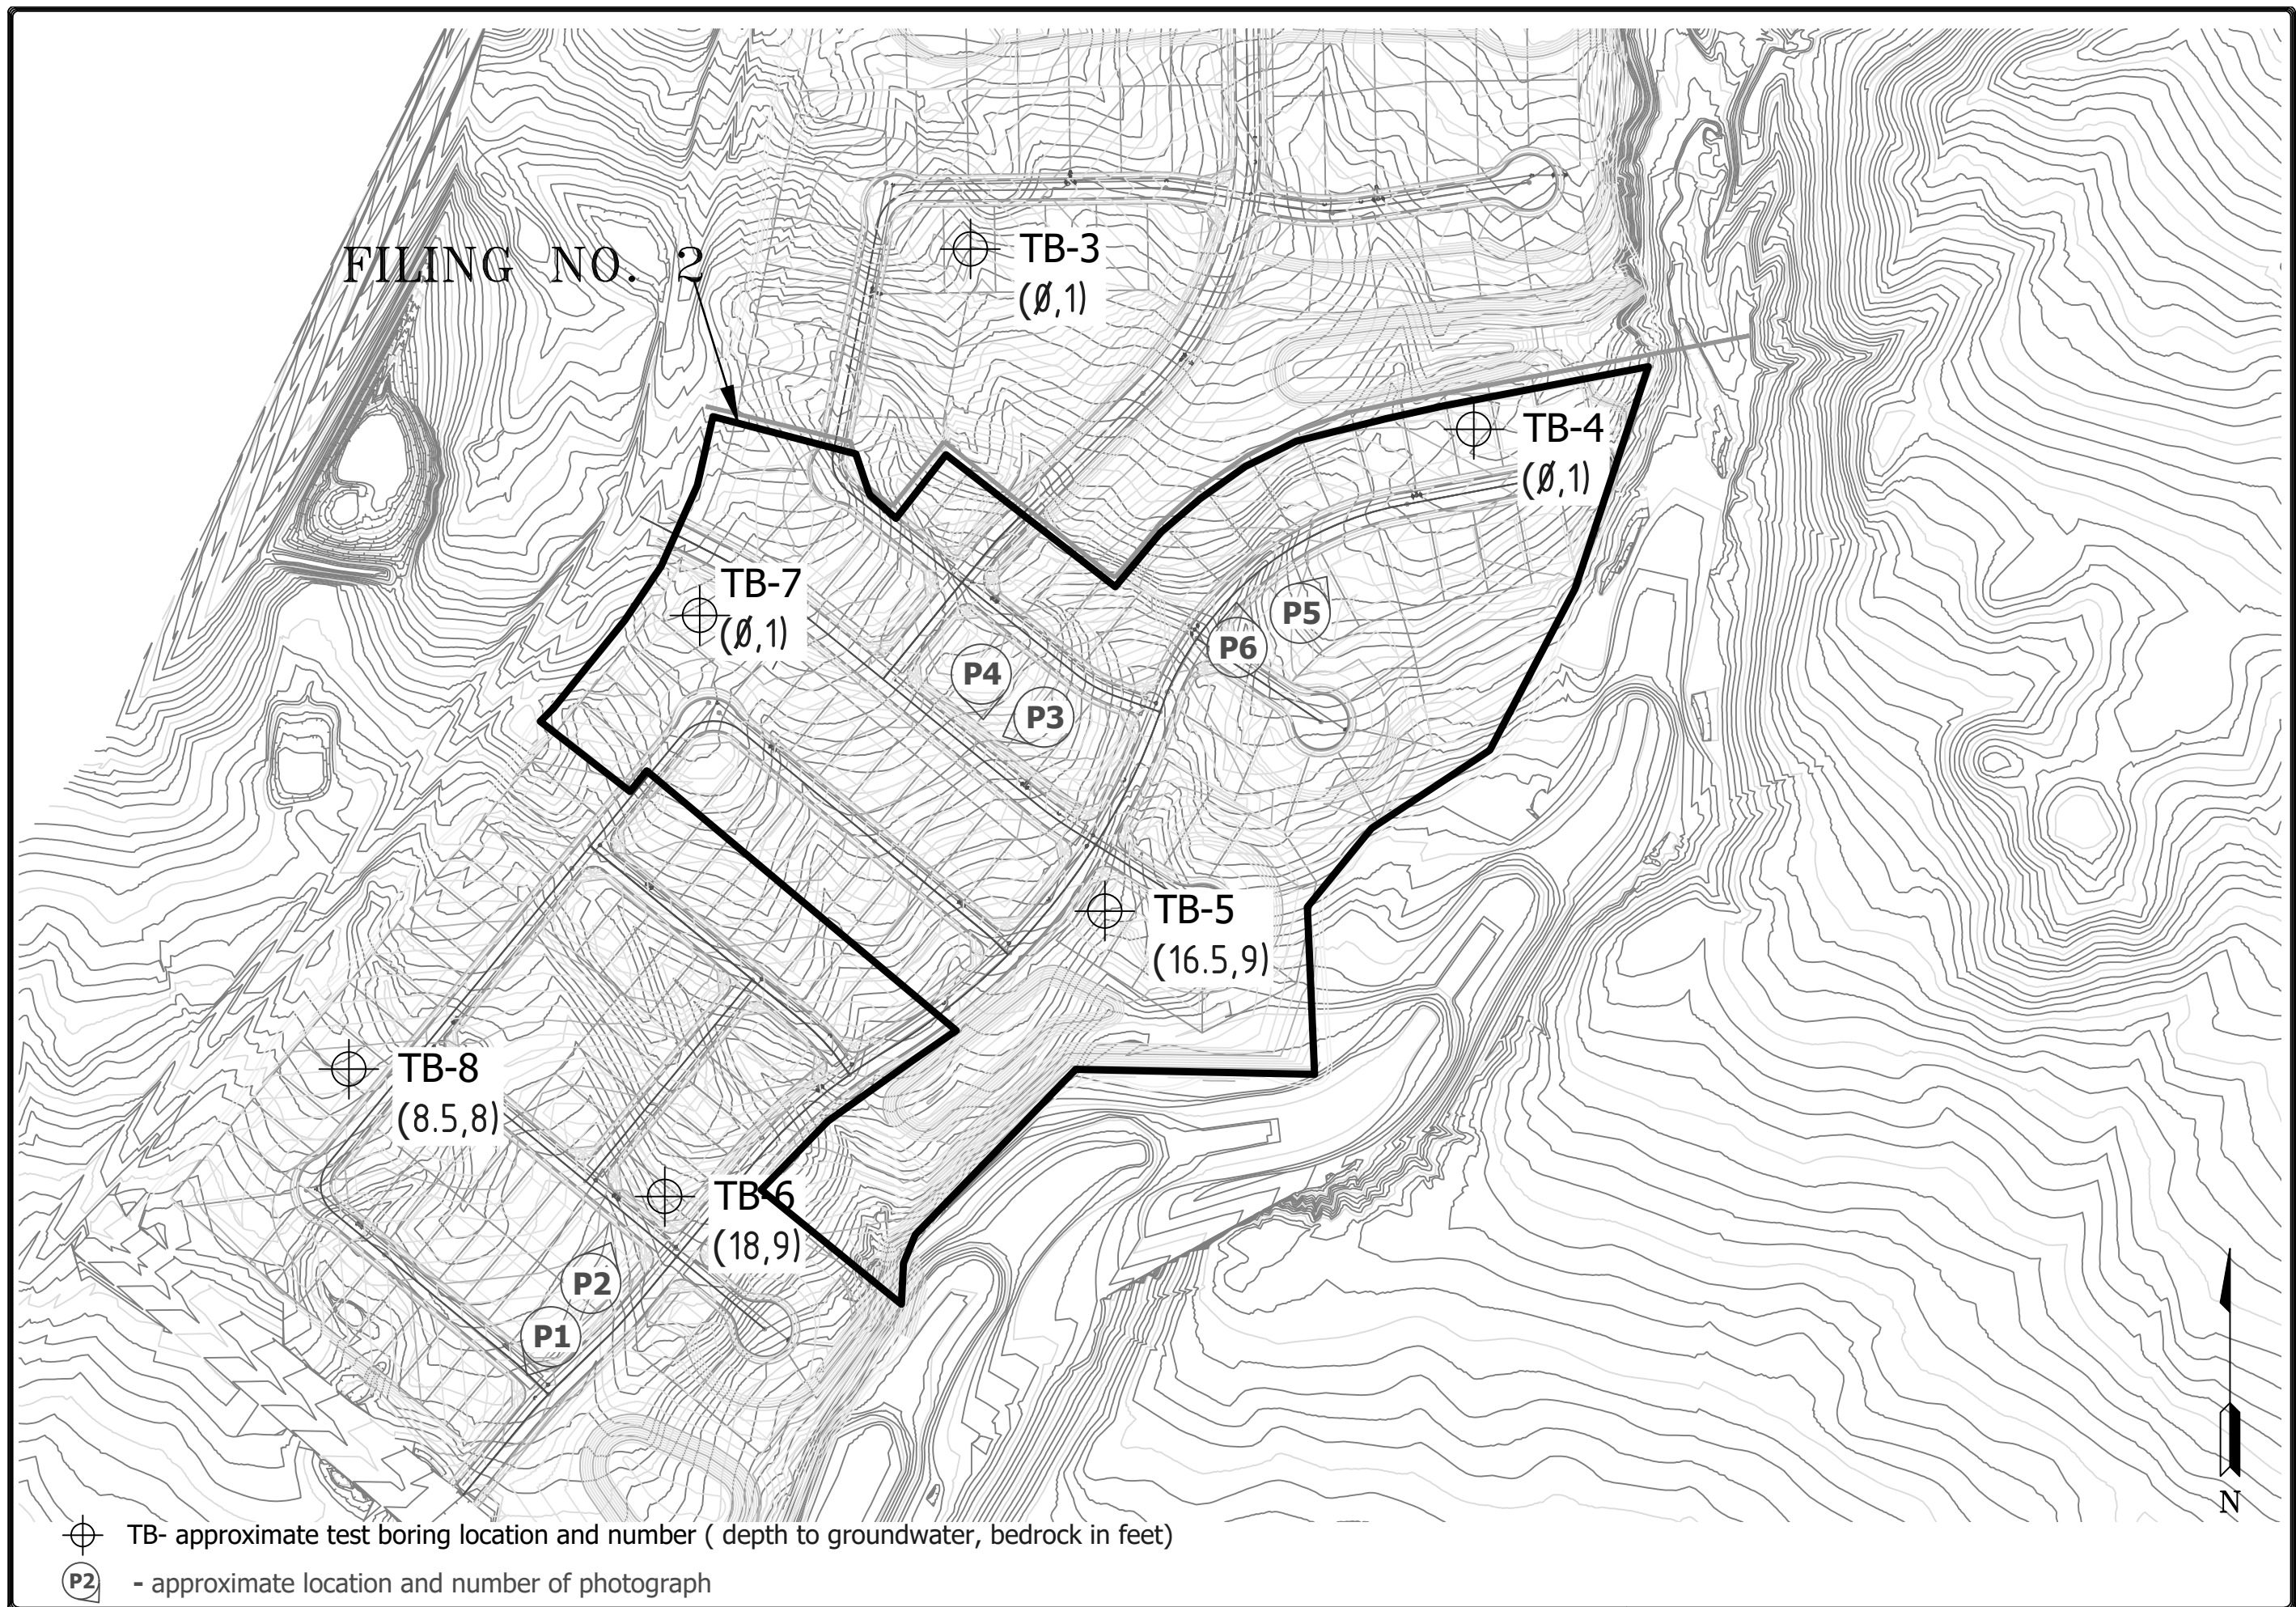 FILING NO. 2
TB-3
(Ø,1)
TB-4
(Ø,1)
TB-7
(Ø,1)
P5
P6
P4
P3
TB-5
(16.5,9)
TB-8
(8.5,8)
TB-6
(18,9)
P2
P1
N
TB- approximate test boring location and number ( depth to groundwater, bedrock in feet)
P2 - approximate location and number of photograph